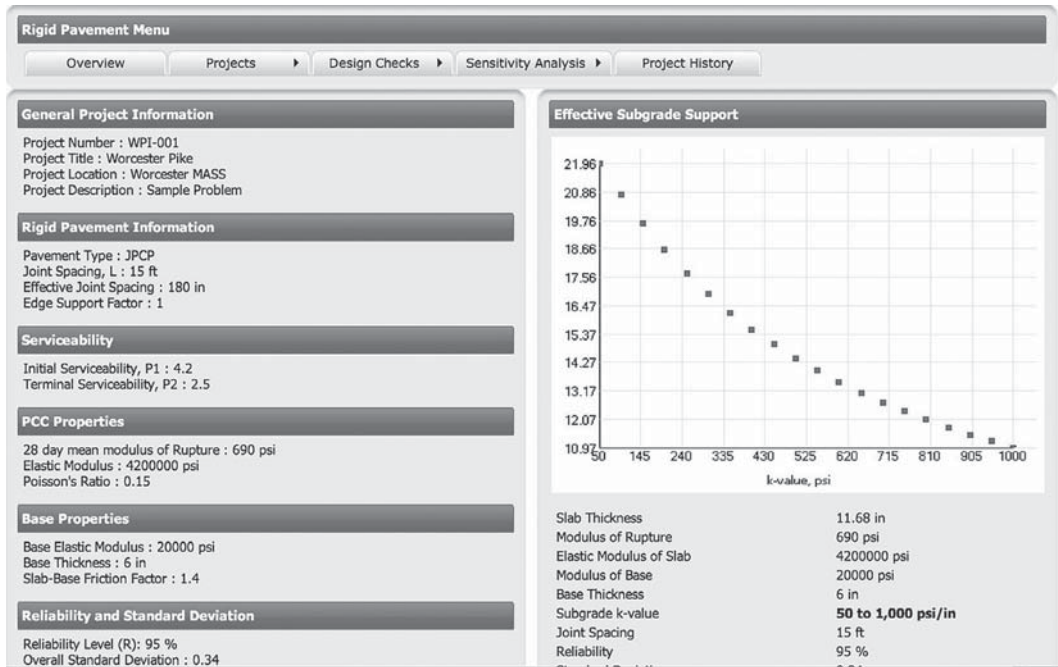 Rigid Pavement Menu
Overview
Projects
Design Checks
Sensitivity Analysis
Project History
General Project Information
Project Number : WPI-001
Project Title : Worcester Pike
Project Location : Worcester MASS
Project Description : Sample Problem
Rigid Pavement Information
Pavement Type : JPCP
Joint Spacing, L : 15 ft
Effective Joint Spacing : 180 in
Edge Support Factor : 1
Serviceability
Initial Serviceability, P1 : 4.2
Terminal Serviceability, P2 : 2.5
PCC Properties
28 day mean modulus of Rupture : 690 psi
Elastic Modulus : 4200000 psi
Poisson's Ratio : 0.15
Base Properties
Base Elastic Modulus : 20000 psi
Base Thickness : 6 in
Slab-Base Friction Factor : 1.4
Reliability and Standard Deviation
Reliability Level (R): 95 %
Overall Standard Deviation : 0.34
Effective Subgrade Support
21.96
20.86
19.76
18.66
17.56
16.47
15.37
14.27
13.17
12.07
10.97
50 145 240 335 430 525 620 715 810 905 1000
k-value, psi
Slab Thickness 11.68 in
Modulus of Rupture 690 psi
Elastic Modulus of Slab 4200000 psi
Modulus of Base 20000 psi
Base Thickness 6 in
Subgrade k-value 50 to 1,000 psi/in
Joint Spacing 15 ft
Reliability 95 %